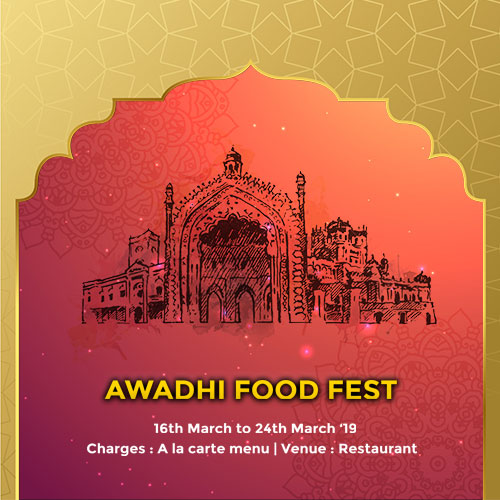 AWADHI FOOD FEST
16th March to 24th March ‘19
Charges : A la carte menu | Venue : Restaurant